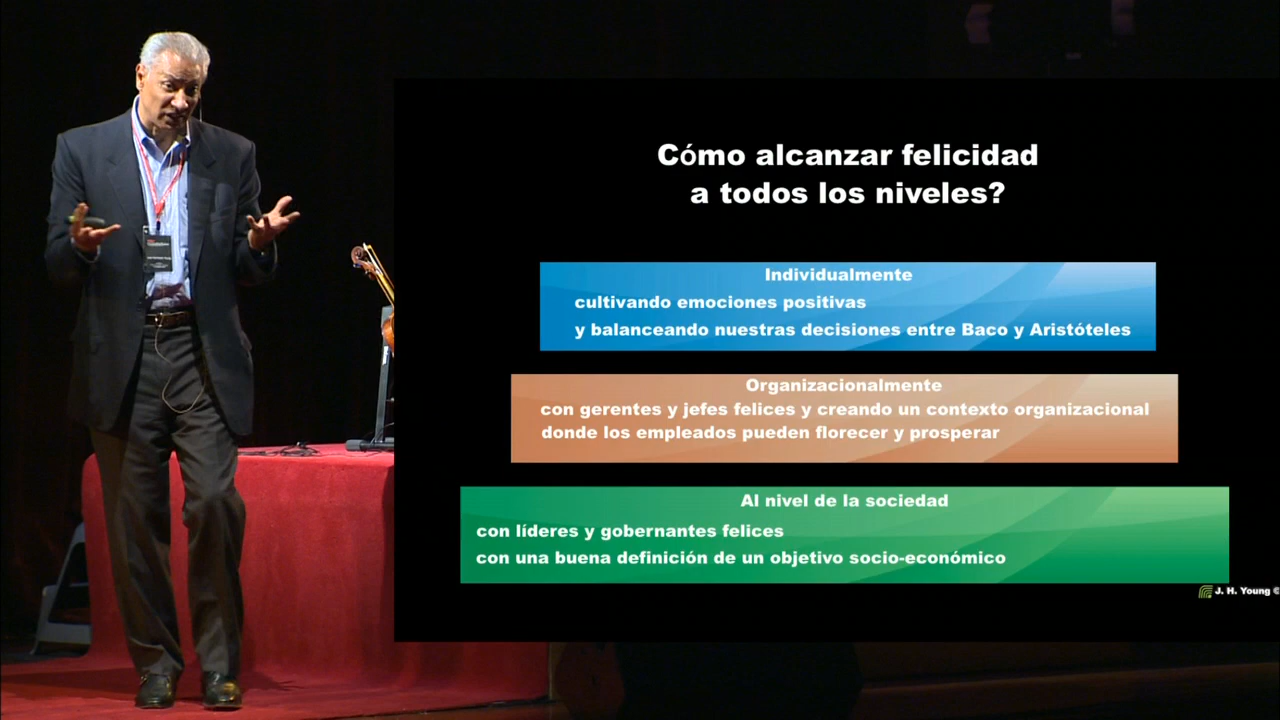 Cómo alcanzar felicidad
a todos los niveles?
Individualmente
cultivando emociones positivas
y balanceando nuestras decisiones entre Baco y Aristóteles
Organizacionalmente
con gerentes y jefes felices y creando un contexto organizacional
donde los empleados pueden florecer y prosperar
Al nivel de la sociedad
con líderes y gobernantes felices
con una buena definición de un objetivo socio-económico
J. H. Young ©